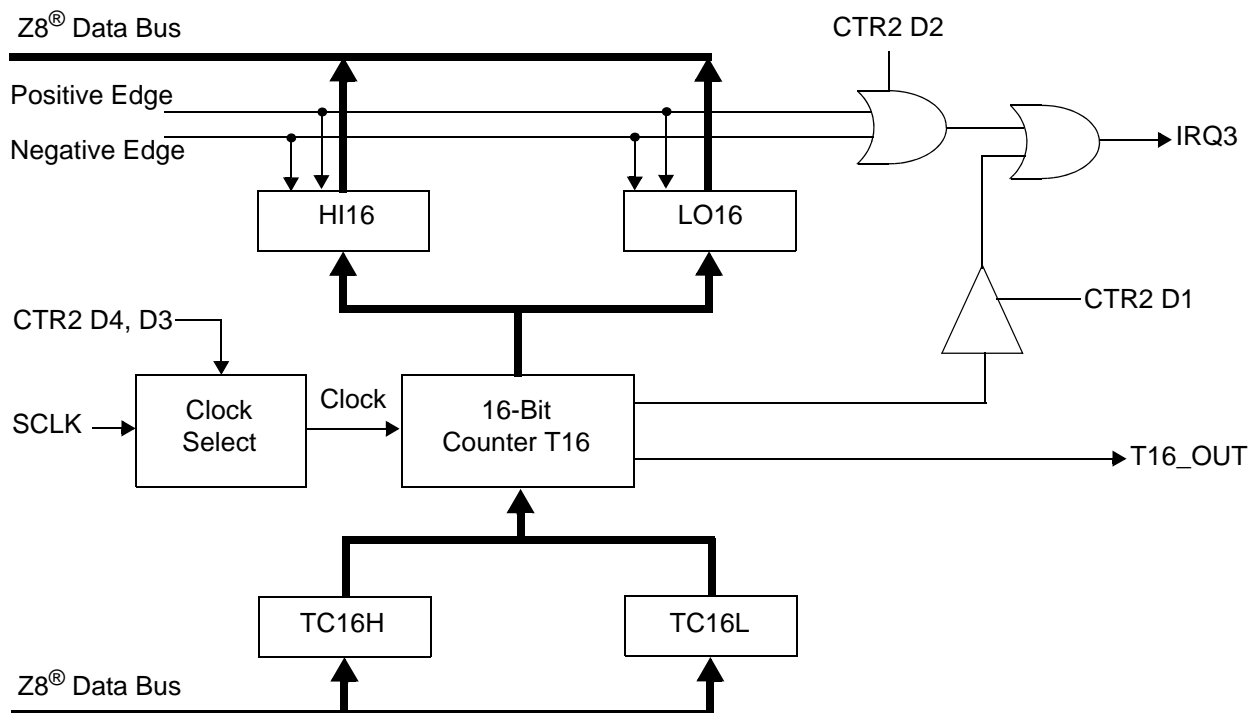 Z8® Data Bus
CTR2 D2
Positive Edge
Negative Edge
IRQ3
HI16
LO16
CTR2 D4, D3
CTR2 D1
SCLK
Clock
Select
Clock
16-Bit
Counter T16
T16_OUT
TC16H
TC16L
Z8® Data Bus